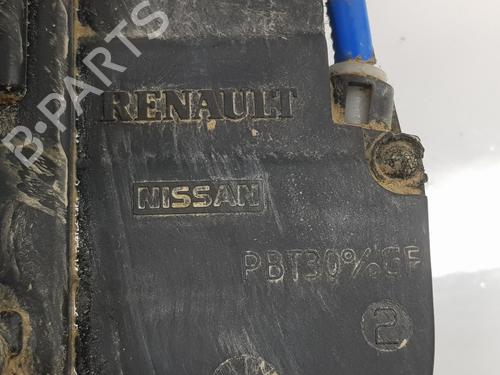 B-PARTS
RENAULT
NISSAN
PBT30%GF
2